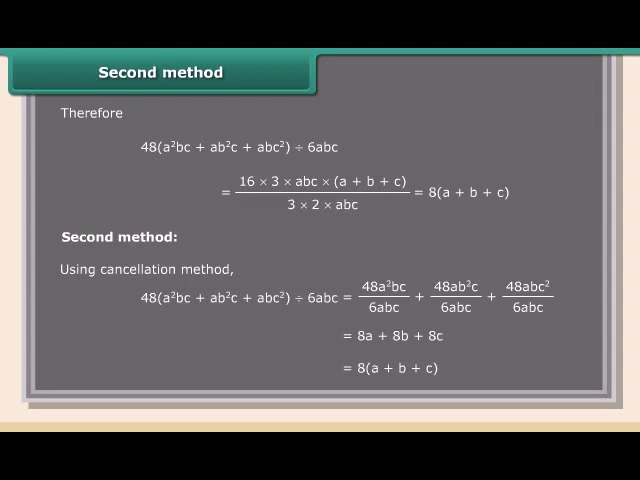 Second method
Therefore
48(a²bc + ab²c + abc²) ÷ 6abc
= 16 × 3 × abc × (a + b + c) / 3 × 2 × abc = 8(a + b + c)
Second method:
Using cancellation method,
48(a²bc + ab²c + abc²) ÷ 6abc = 48a²bc / 6abc + 48ab²c / 6abc + 48abc² / 6abc
= 8a + 8b + 8c
= 8(a + b + c)